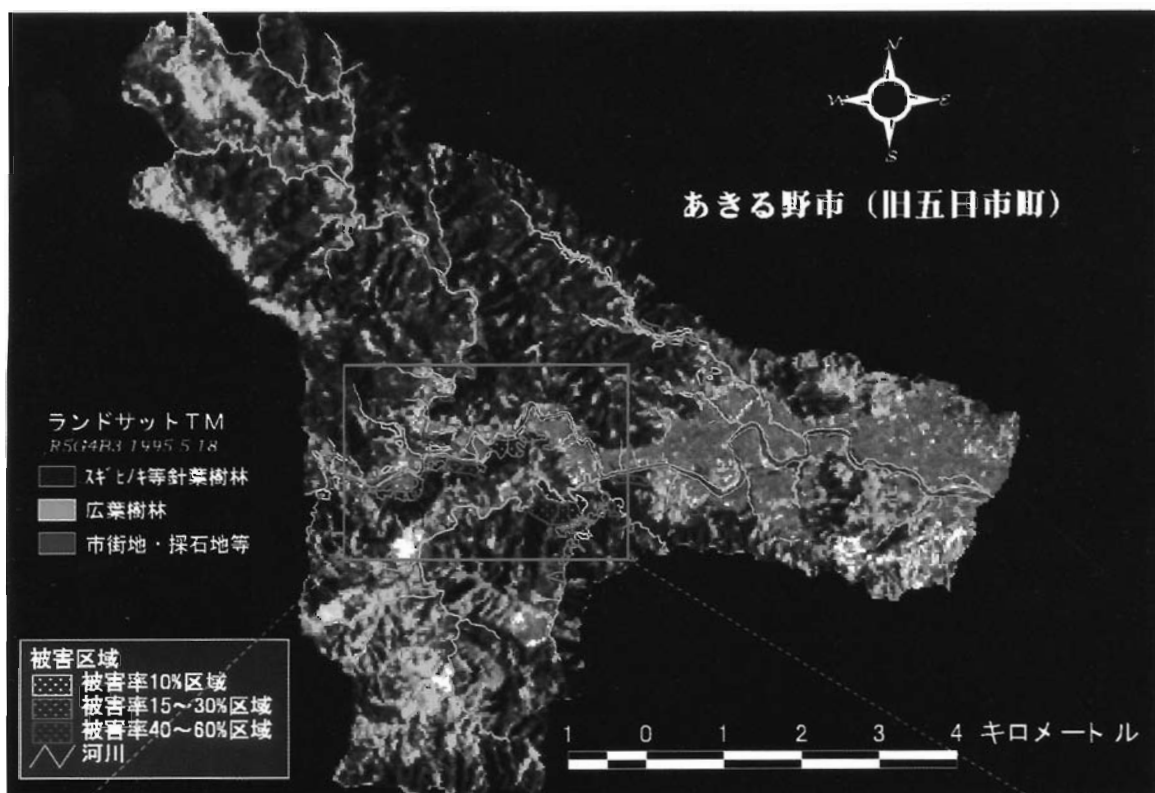 N
W E
S
あきる野市（旧五日市町）
ランドサットTM
R5G4B3 1995.5.18
スギヒノキ等針葉樹林
広葉樹林
市街地・採石地等
被害区域
被害率10%区域
被害率15～30%区域
被害率40～60%区域
河川
1 0 1 2 3 4 キロメートル